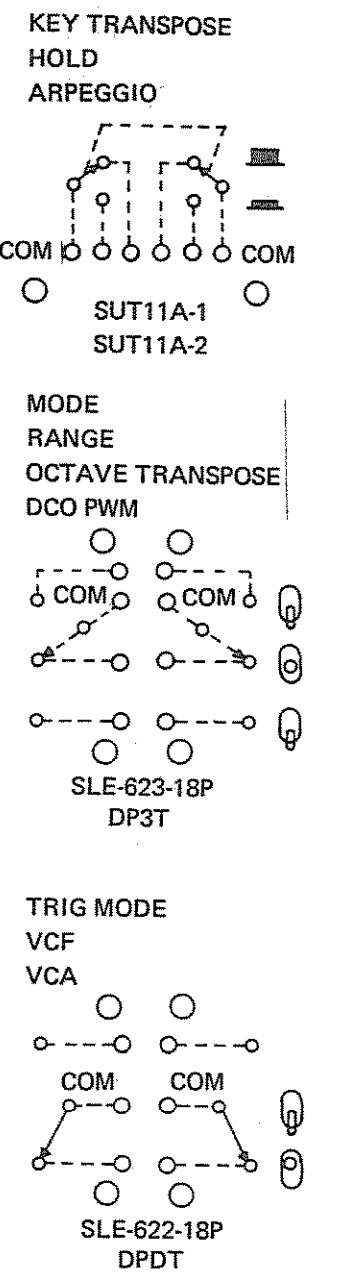 KEY TRANSPOSE
HOLD
ARPEGGIO
COM COM
SUT11A-1
SUT11A-2
MODE
RANGE
OCTAVE TRANSPOSE
DCO PWM
COM COM
SLE-623-18P
DP3T
TRIG MODE
VCF
VCA
COM COM
SLE-622-18P
DPDT